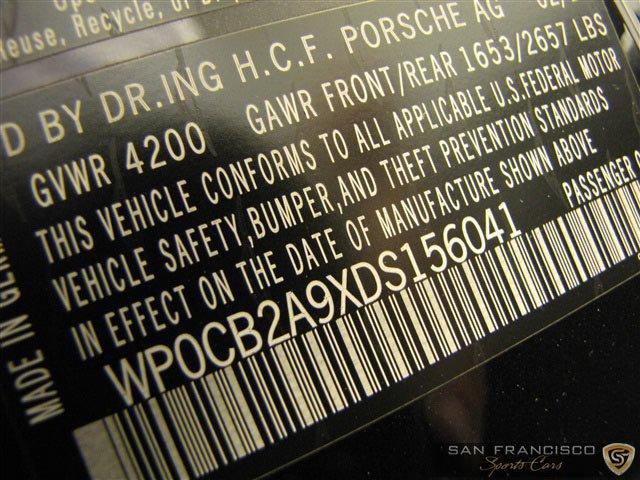 Reuse, Recycle,
D BY DR.ING H.C.F. PORSCHE AG
GVWR 4200 GAWR FRONT/REAR 1653/2657 LBS
THIS VEHICLE CONFORMS TO ALL APPLICABLE U.S.FEDERAL MOTOR
VEHICLE SAFETY,BUMPER,AND THEFT PREVENTION STANDARDS
IN EFFECT ON THE DATE OF MANUFACTURE SHOWN ABOVE
WP0CB2A9XDS156041 PASSENGER
MADE IN
SAN FRANCISCO
Sports Cars
S